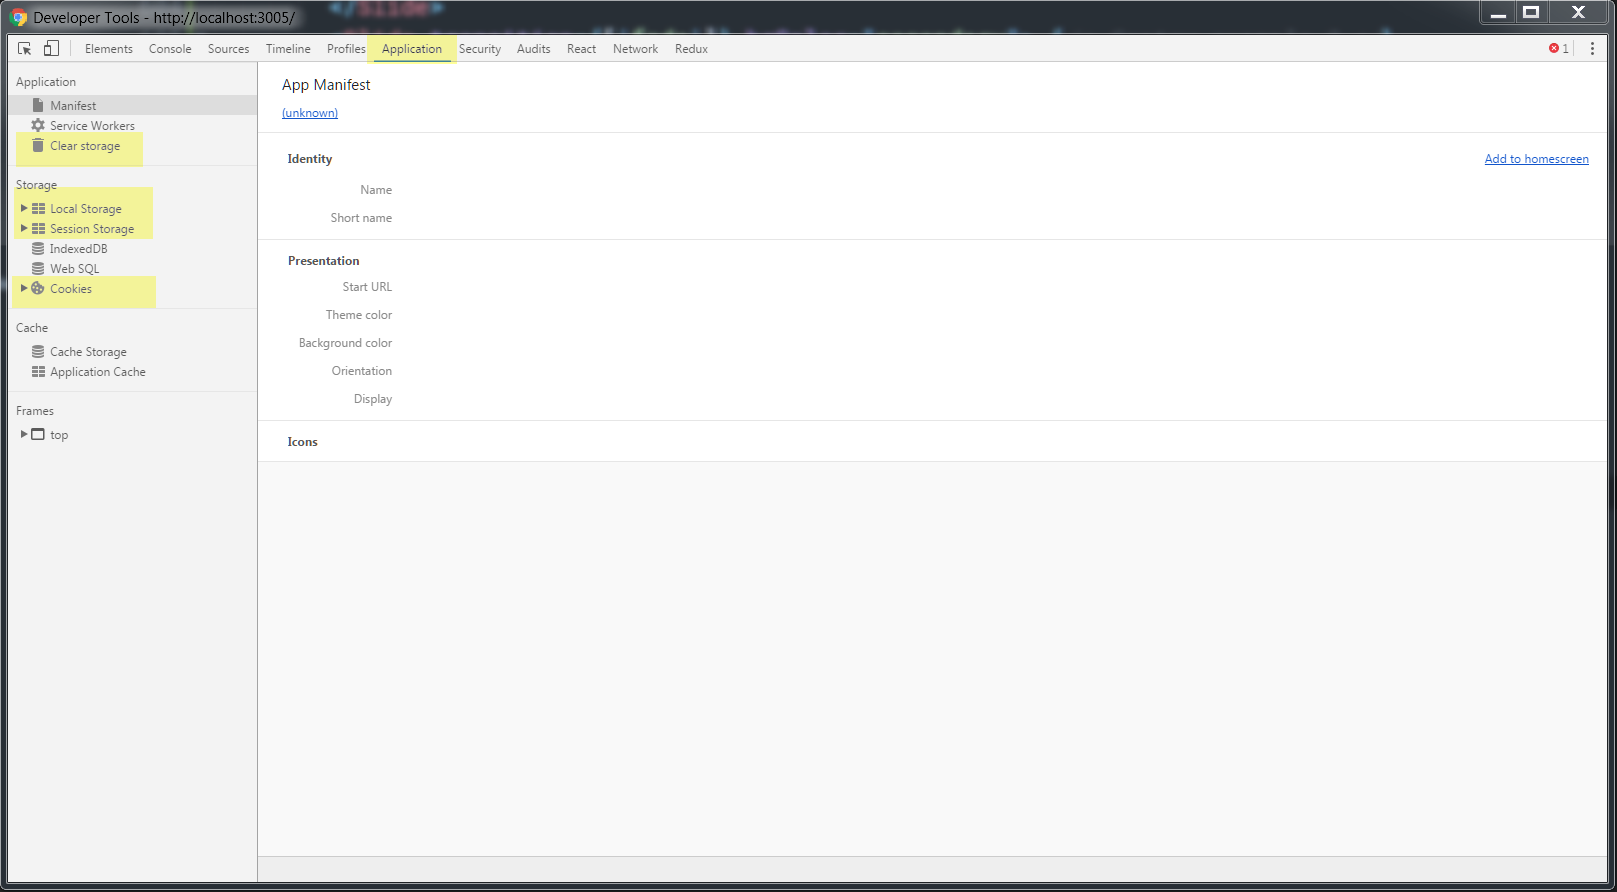 </Slide>
Developer Tools - http://localhost:3005/
Elements Console Sources Timeline Profiles Application Security Audits React Network Redux 1
Application
Manifest
Service Workers
Clear storage
Storage
Local Storage
Session Storage
IndexedDB
Web SQL
Cookies
Cache
Cache Storage
Application Cache
Frames
top
App Manifest
(unknown)
Identity Add to homescreen
Name
Short name
Presentation
Start URL
Theme color
Background color
Orientation
Display
Icons